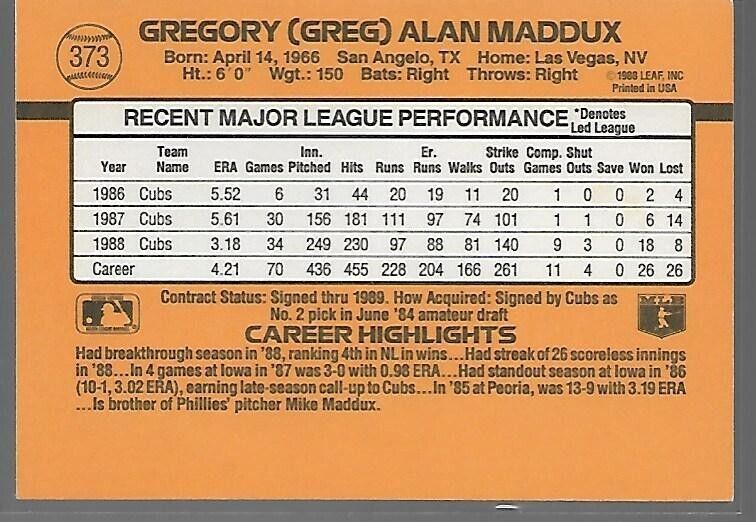 373
GREGORY (GREG) ALAN MADDUX
Born: April 14, 1966 San Angelo, TX Home: Las Vegas, NV
Ht.: 6'0" Wgt.: 150 Bats: Right Throws: Right
©1988 LEAF, INC
Printed in USA
RECENT MAJOR LEAGUE PERFORMANCE *Denotes Led League
Year Team Name ERA Games Inn. Pitched Hits Runs Er. Runs Walks Strike Outs Comp. Games Shut Outs Save Won Lost
1986 Cubs 5.52 6 31 44 20 19 11 20 1 0 0 2 4
1987 Cubs 5.61 30 156 181 111 97 74 101 1 1 0 6 14
1988 Cubs 3.18 34 249 230 97 88 81 140 9 3 0 18 8
Career 4.21 70 436 455 228 204 166 261 11 4 0 26 26
Contract Status: Signed thru 1989. How Acquired: Signed by Cubs as
No. 2 pick in June '84 amateur draft
MLB
CAREER HIGHLIGHTS
Had breakthrough season in '88, ranking 4th in NL in wins...Had streak of 26 scoreless innings
in '88...In 4 games at Iowa in '87 was 3-0 with 0.98 ERA...Had standout season at Iowa in '86
(10-1, 3.02 ERA), earning late-season call-up to Cubs...In '85 at Peoria, was 13-9 with 3.19 ERA
...Is brother of Phillies' pitcher Mike Maddux.